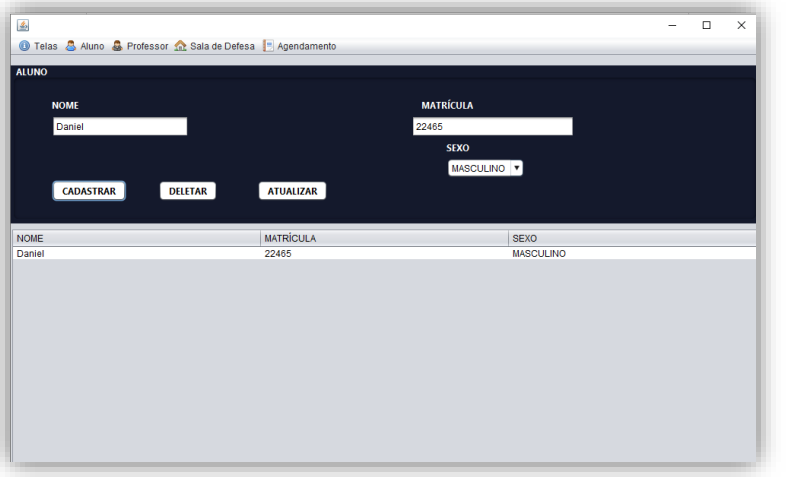 Telas Aluno Professor Sala de Defesa Agendamento
ALUNO
NOME MATRÍCULA
Daniel 22465
SEXO
MASCULINO
CADASTRAR DELETAR ATUALIZAR
NOME MATRÍCULA SEXO
Daniel 22465 MASCULINO